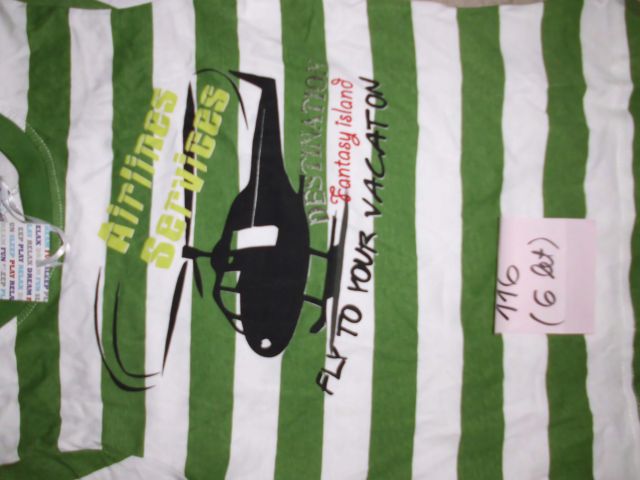 Airlines
Services
DESTINATION
Fantasy island
FLY TO YOUR VACATON
116
(6 let)